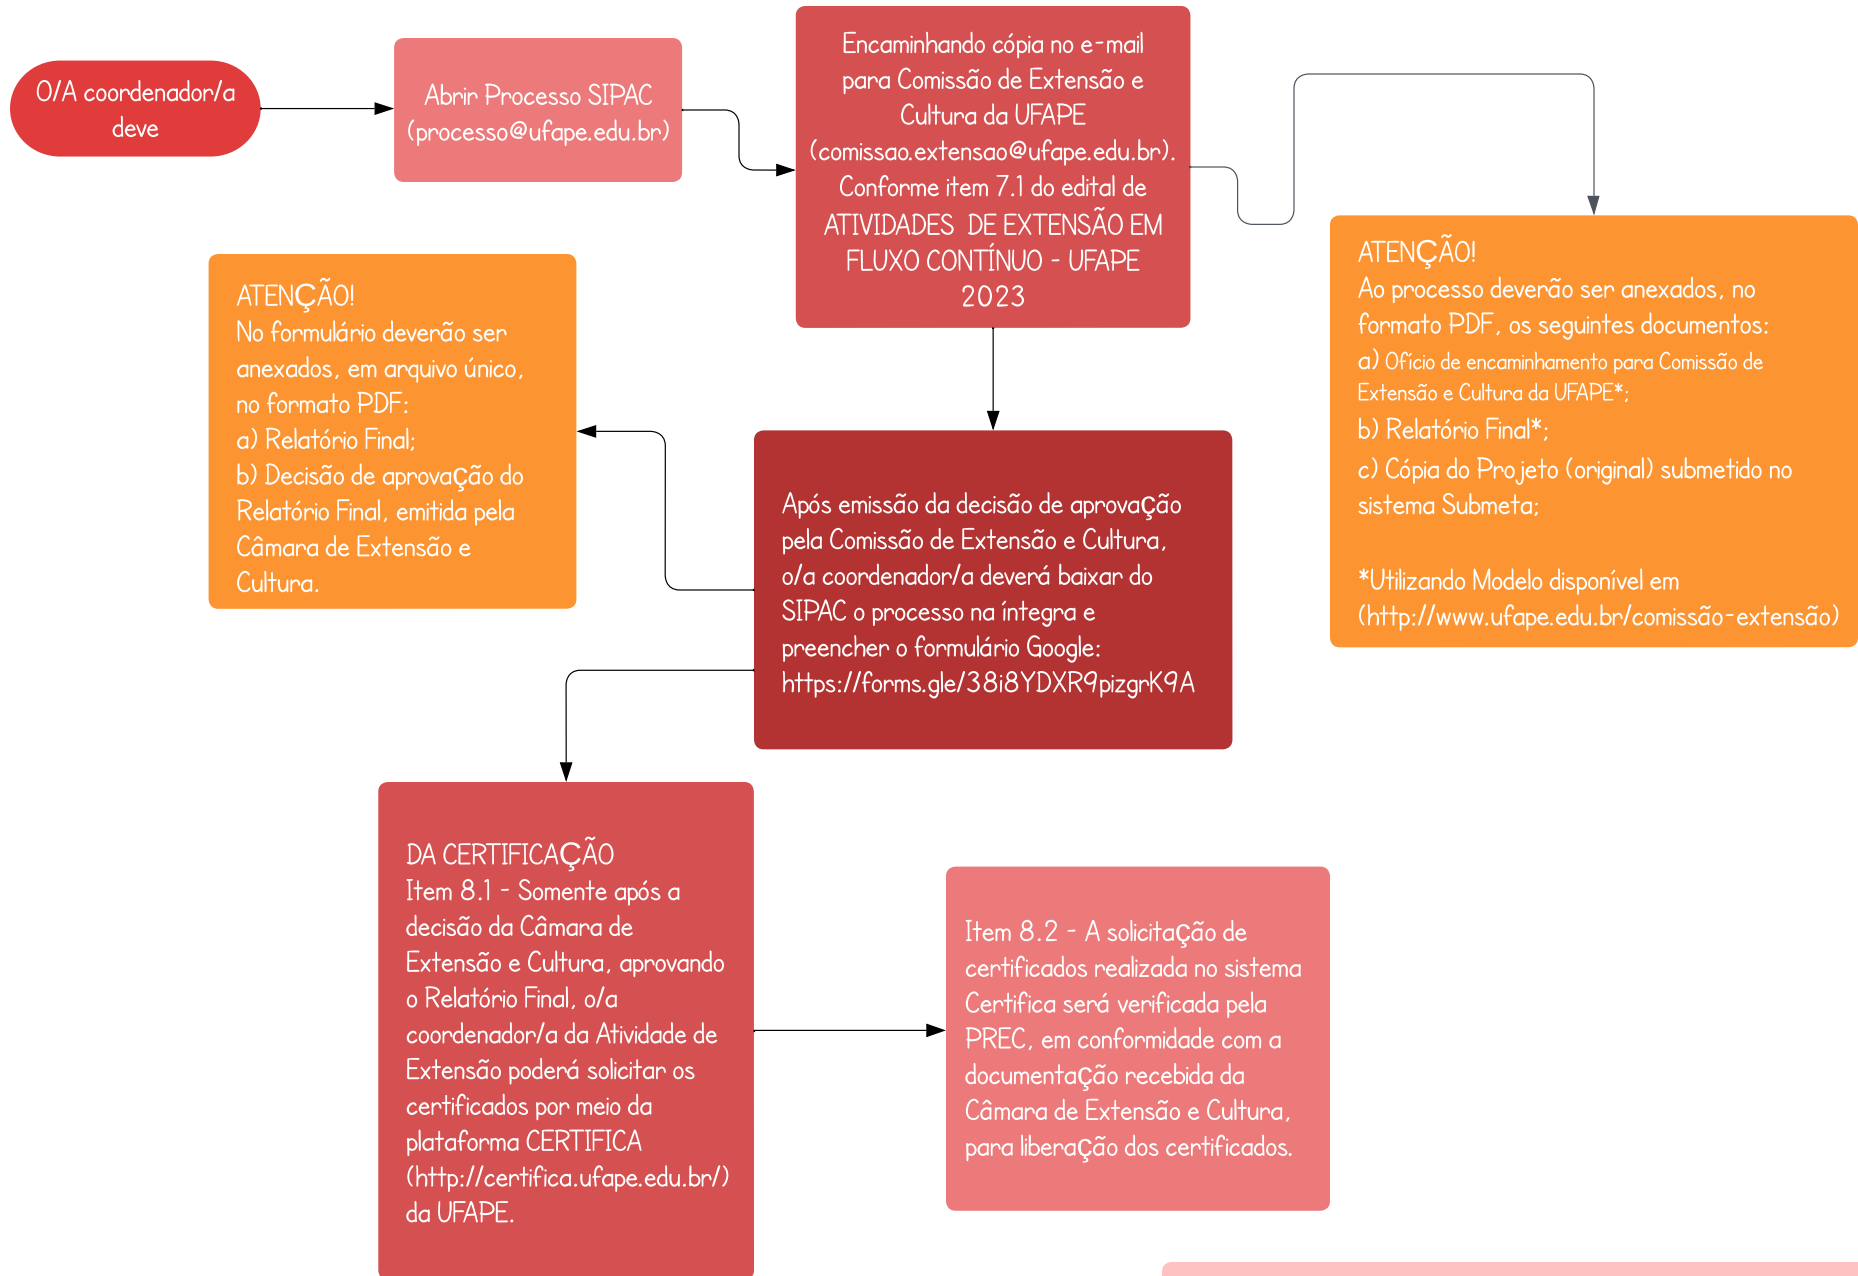 O/A coordenador/a
deve
Abrir Processo SIPAC
(processo@ufape.edu.br)
Encaminhando cópia no e-mail
para Comissão de Extensão e
Cultura da UFAPE
(comissao.extensao@ufape.edu.br).
Conforme item 7.1 do edital de
ATIVIDADES DE EXTENSÃO EM
FLUXO CONTÍNUO - UFAPE
2023
ATENÇÃO!
Ao processo deverão ser anexados, no
formato PDF, os seguintes documentos:
a) Ofício de encaminhamento para Comissão de
Extensão e Cultura da UFAPE*;
b) Relatório Final*;
c) Cópia do Projeto (original) submetido no
sistema Submeta;
*Utilizando Modelo disponível em
(http://www.ufape.edu.br/comissão-extensão)
ATENÇÃO!
No formulário deverão ser
anexados, em arquivo único,
no formato PDF:
a) Relatório Final;
b) Decisão de aprovação do
Relatório Final, emitida pela
Câmara de Extensão e
Cultura.
Após emissão da decisão de aprovação
pela Comissão de Extensão e Cultura,
o/a coordenador/a deverá baixar do
SIPAC o processo na íntegra e
preencher o formulário Google:
https://forms.gle/38i8YDXR9pizgrK9A
DA CERTIFICAÇÃO
Item 8.1 - Somente após a
decisão da Câmara de
Extensão e Cultura, aprovando
o Relatório Final, o/a
coordenador/a da Atividade de
Extensão poderá solicitar os
certificados por meio da
plataforma CERTIFICA
(http://certifica.ufape.edu.br/)
da UFAPE.
Item 8.2 - A solicitação de
certificados realizada no sistema
Certifica será verificada pela
PREC, em conformidade com a
documentação recebida da
Câmara de Extensão e Cultura,
para liberação dos certificados.